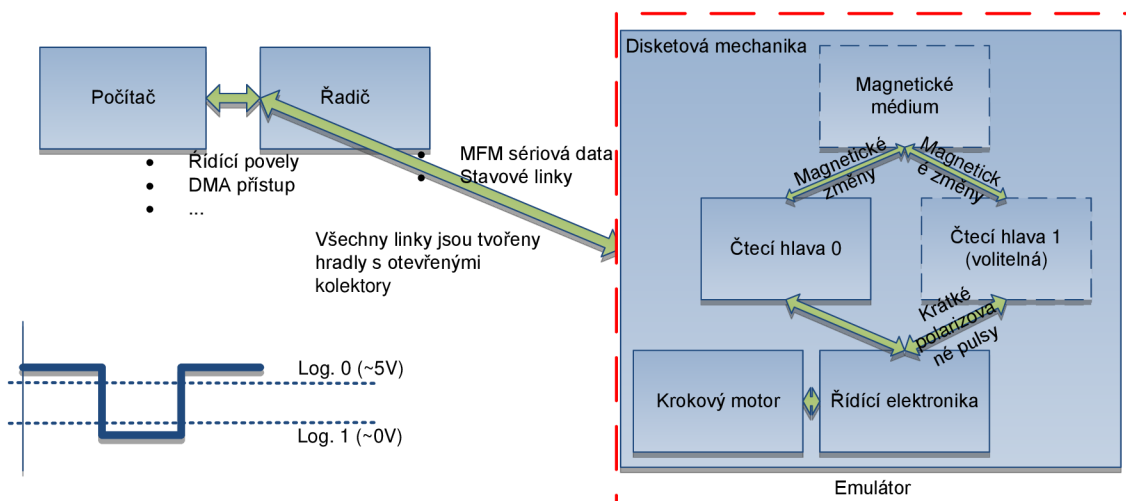 Disketová mechanika
Počítač
Řadič
Magnetické
médium
• Řídící povely
• DMA přístup
• ...
• MFM sériová data
• Stavové linky
Magnetické
změny
Magnetick
é změny
Všechny linky jsou tvořeny
hradly s otevřenými
kolektory
Čtecí hlava 0
Čtecí hlava 1
(volitelná)
Krátké
polarizova
né pulsy
Log. 0 (~5V)
Log. 1 (~0V)
Krokový motor
Řídící elektronika
Emulátor